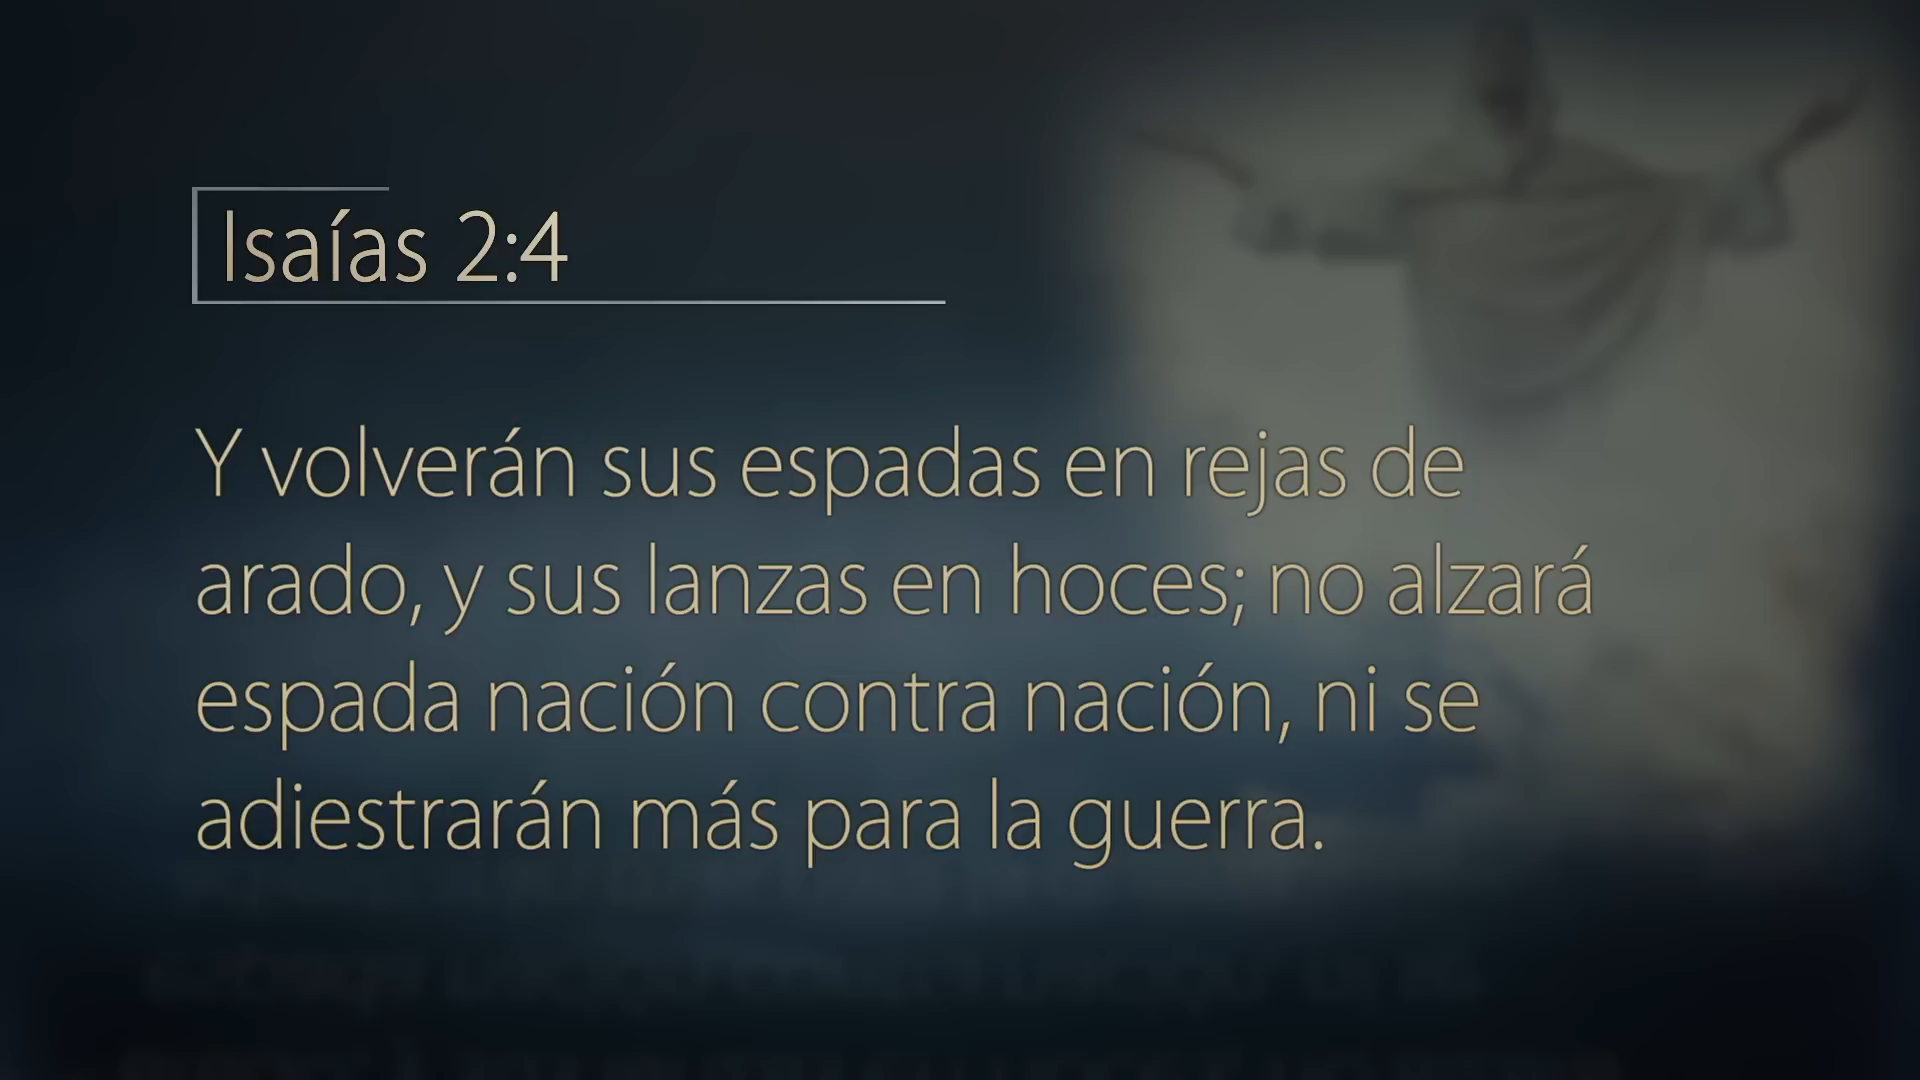 Isaías 2:4
Y volverán sus espadas en rejas de
arado, y sus lanzas en hoces; no alzará
espada nación contra nación, ni se
adiestrarán más para la guerra.